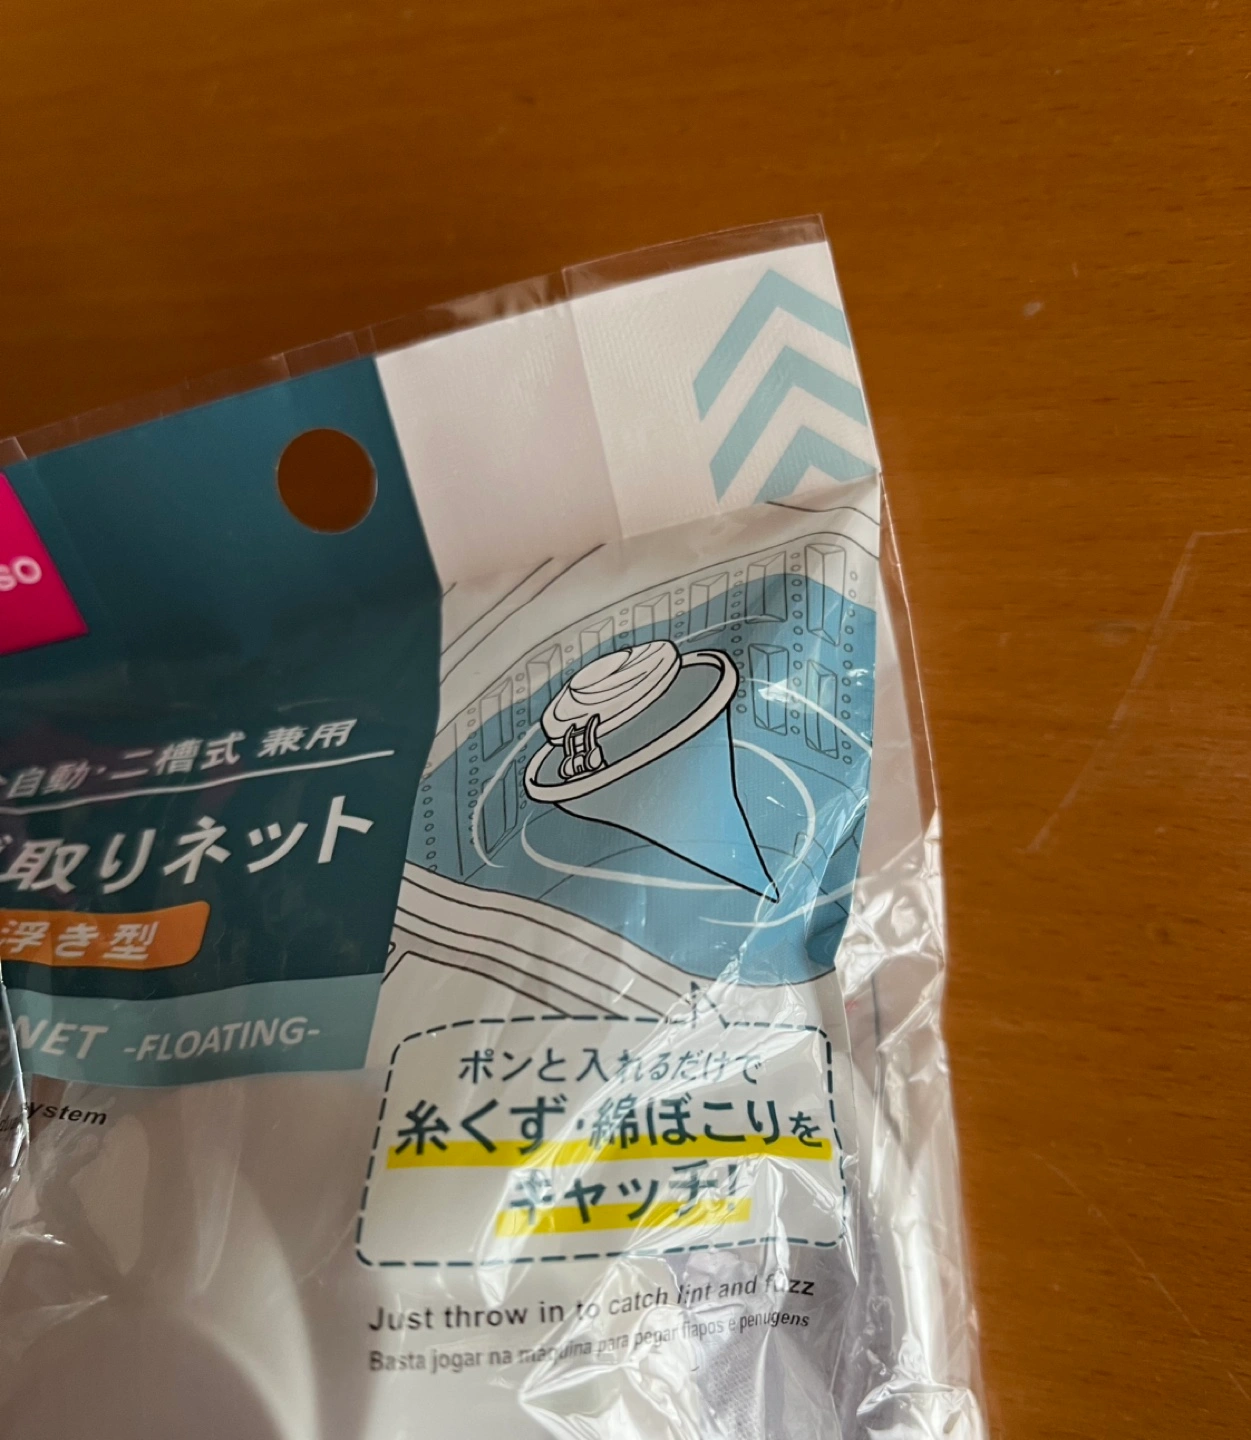 so
自動・二槽式 兼用
取りネット
浮き型
NET -FLOATING-
system
ポンと入れるだけで
糸くず・綿ぼこりを
キャッチ!
Just throw in to catch lint and fuzz
Basta jogar na máquina para pegar fiapos e penugens